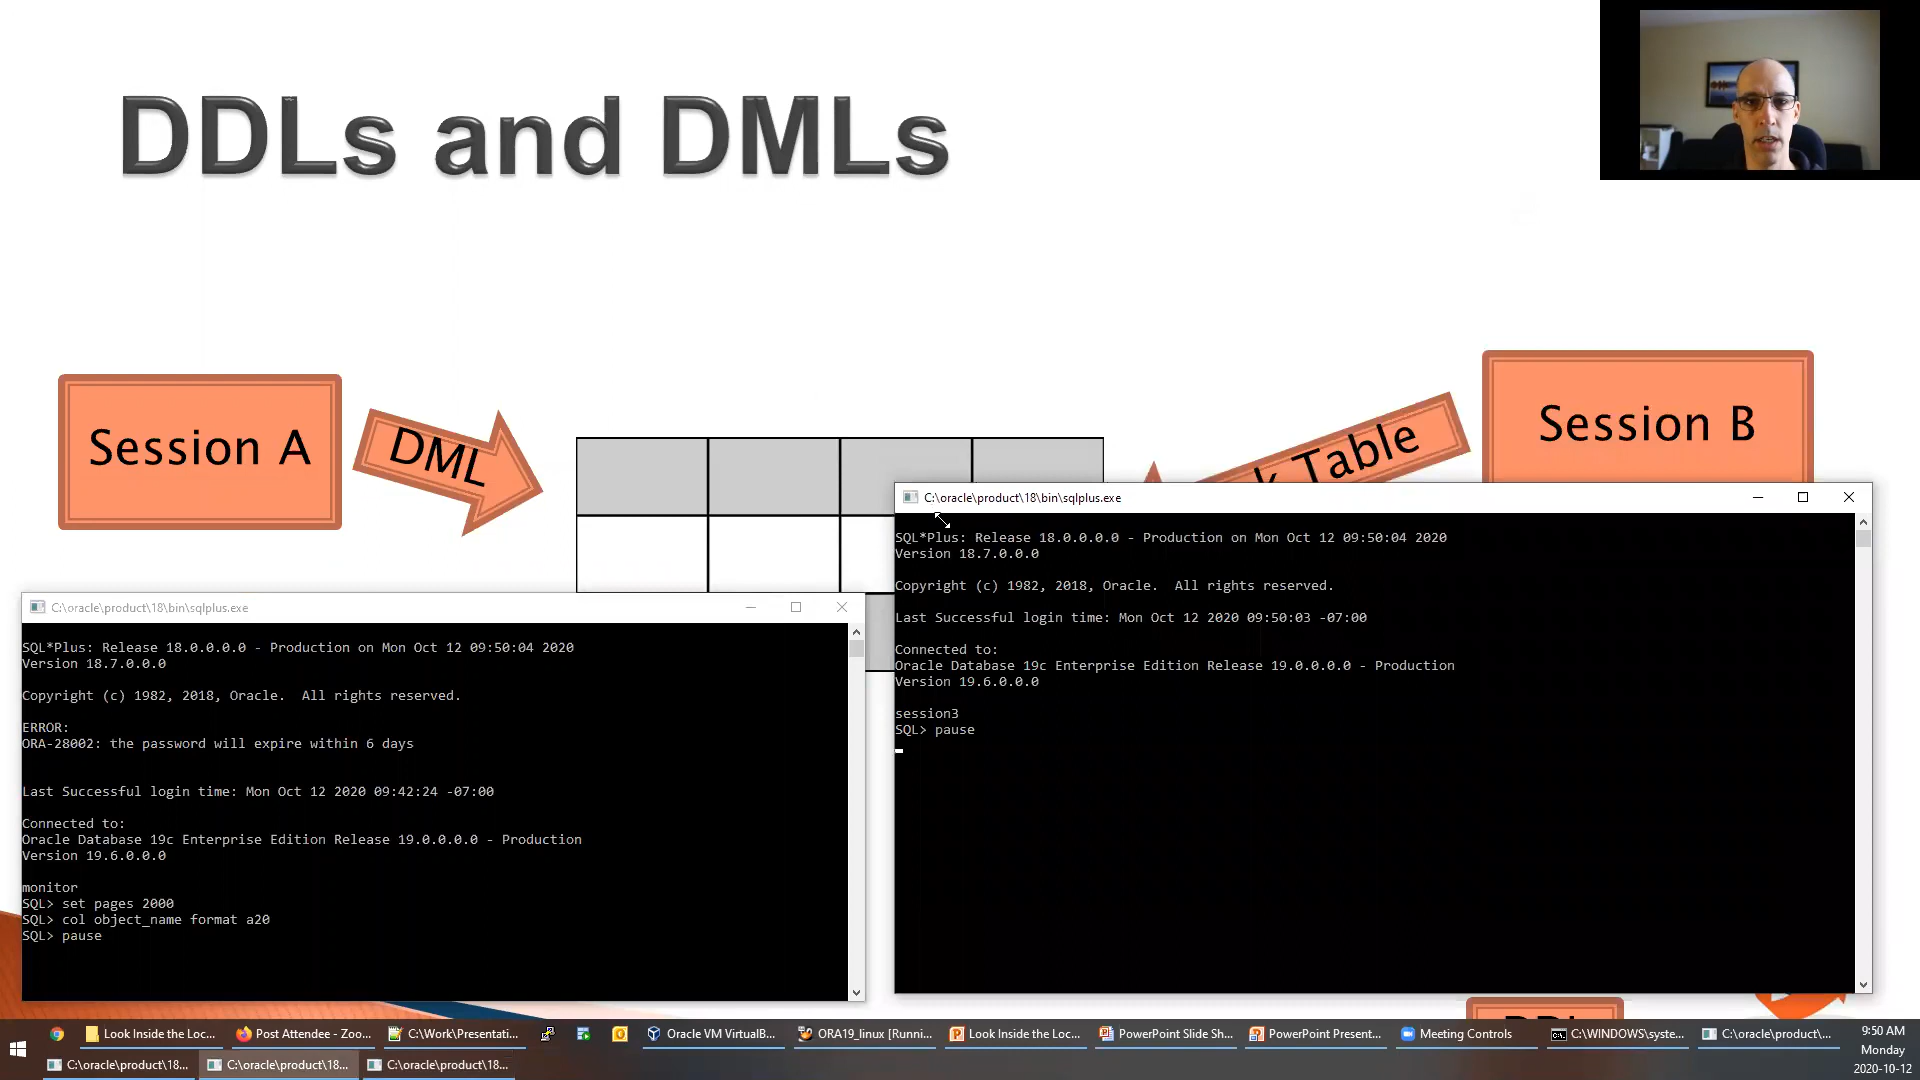 DDLs and DMLs
Session A
DML
Table
Session B
C:\oracle\product\18\bin\sqlplus.exe
SQL*Plus: Release 18.0.0.0.0 - Production on Mon Oct 12 09:50:04 2020
Version 18.7.0.0.0
Copyright (c) 1982, 2018, Oracle.  All rights reserved.
Last Successful login time: Mon Oct 12 2020 09:50:03 -07:00
Connected to:
Oracle Database 19c Enterprise Edition Release 19.0.0.0.0 - Production
Version 19.6.0.0.0
session3
SQL> pause
C:\oracle\product\18\bin\sqlplus.exe
SQL*Plus: Release 18.0.0.0.0 - Production on Mon Oct 12 09:50:04 2020
Version 18.7.0.0.0
Copyright (c) 1982, 2018, Oracle.  All rights reserved.
ERROR:
ORA-28002: the password will expire within 6 days
Last Successful login time: Mon Oct 12 2020 09:42:24 -07:00
Connected to:
Oracle Database 19c Enterprise Edition Release 19.0.0.0.0 - Production
Version 19.6.0.0.0
monitor
SQL> set pages 2000
SQL> col object_name format a20
SQL> pause
Look Inside the Loc...
Post Attendee - Zoo...
C:\Work\Presentati...
Oracle VM VirtualB...
ORA19_linux [Runni...
Look Inside the Loc...
PowerPoint Slide Sh...
PowerPoint Present...
Meeting Controls
C:\WINDOWS\syste...
C:\oracle\product\...
C:\oracle\product\18...
C:\oracle\product\18...
C:\oracle\product\18...
9:50 AM
Monday
2020-10-12